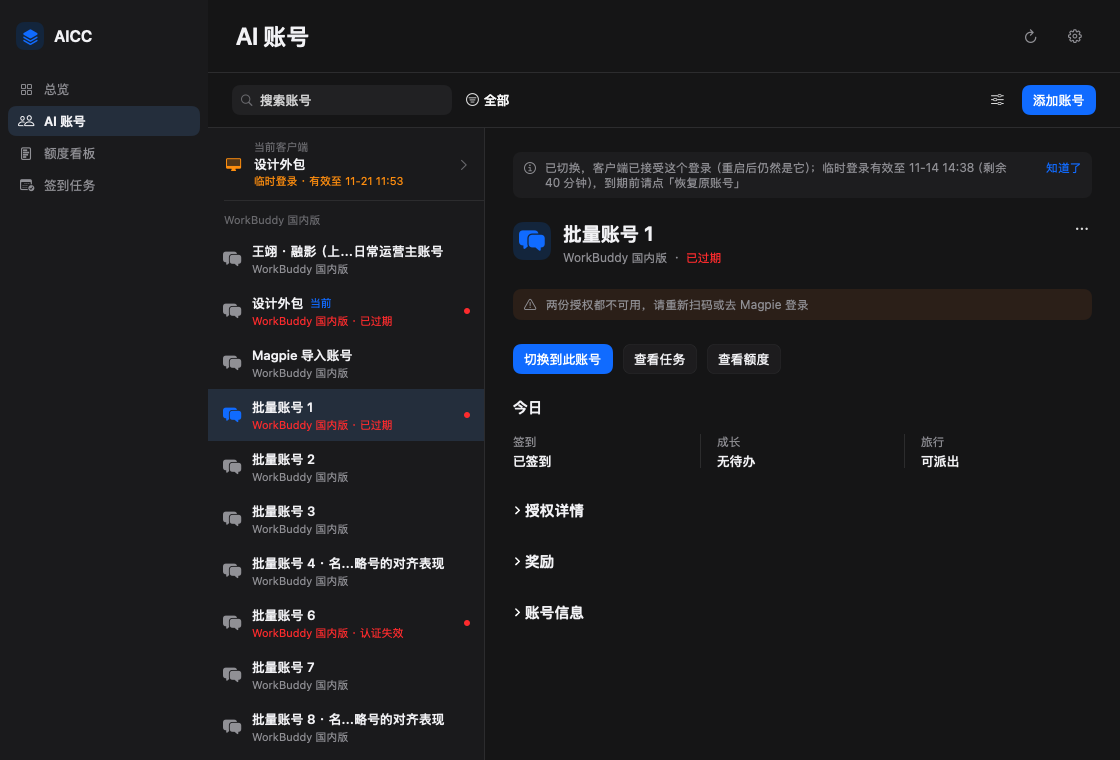 AICC
总览
AI 账号
额度看板
签到任务
AI 账号
搜索账号
全部
添加账号
当前客户端
设计外包
临时登录 · 有效至 11-21 11:53
WorkBuddy 国内版
王翊 · 融影（上...日常运营主账号
WorkBuddy 国内版
设计外包 当前
WorkBuddy 国内版 · 已过期
Magpie 导入账号
WorkBuddy 国内版
批量账号 1
WorkBuddy 国内版 · 已过期
批量账号 2
WorkBuddy 国内版
批量账号 3
WorkBuddy 国内版
批量账号 4 · 名...略号的对齐表现
WorkBuddy 国内版
批量账号 6
WorkBuddy 国内版 · 认证失效
批量账号 7
WorkBuddy 国内版
批量账号 8 · 名...略号的对齐表现
WorkBuddy 国内版
已切换，客户端已接受这个登录（重启后仍然是它）；临时登录有效至 11-14 14:38 (剩余
40 分钟)，到期前请点「恢复原账号」
知道了
批量账号 1
WorkBuddy 国内版 · 已过期
两份授权都不可用，请重新扫码或去 Magpie 登录
切换到此账号
查看任务
查看额度
今日
签到
已签到
成长
无待办
旅行
可派出
授权详情
奖励
账号信息